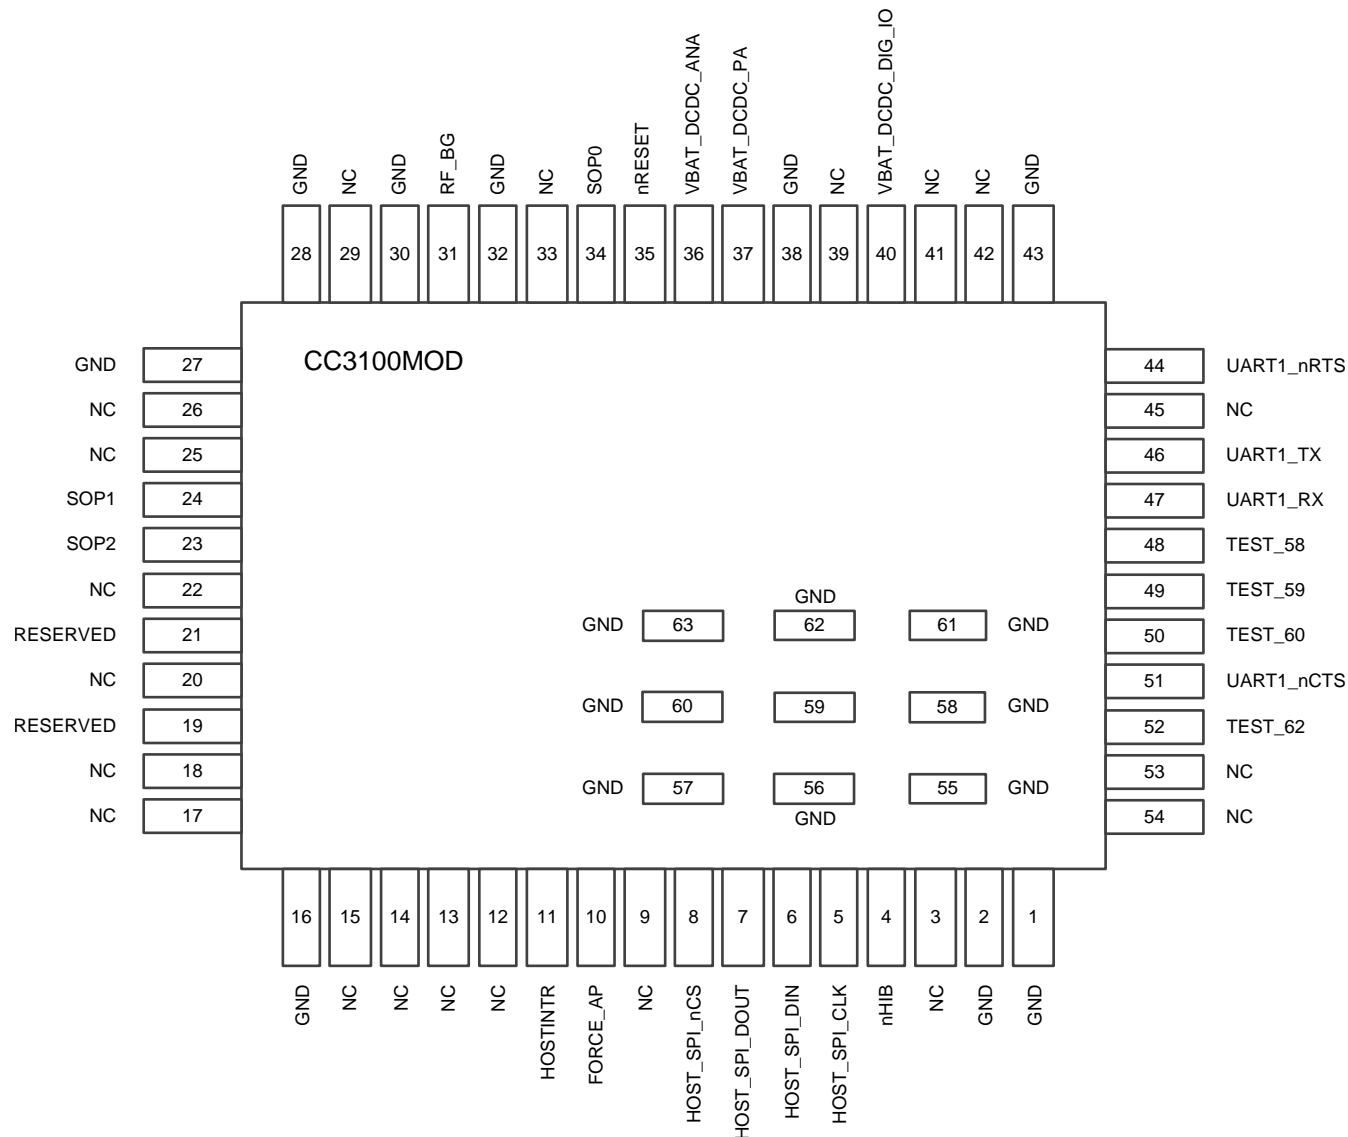 GND
NC
GND
RF_BG
GND
NC
SOP0
nRESET
VBAT_DCDC_ANA
VBAT_DCDC_PA
GND
NC
VBAT_DCDC_DIG_IO
NC
NC
GND
28 29 30 31 32 33 34 35 36 37 38 39 40 41 42 43
CC3100MOD
GND 27
NC 26
NC 25
SOP1 24
SOP2 23
NC 22
RESERVED 21
NC 20
RESERVED 19
NC 18
NC 17
44 UART1_nRTS
45 NC
46 UART1_TX
47 UART1_RX
48 TEST_58
49 TEST_59
50 TEST_60
51 UART1_nCTS
52 TEST_62
53 NC
54 NC
GND
GND 63 62 61 GND
GND 60 59 58 GND
GND 57 56 55 GND
GND
16 15 14 13 12 11 10 9 8 7 6 5 4 3 2 1
GND
NC
NC
NC
NC
HOSTINTR
FORCE_AP
NC
HOST_SPI_nCS
HOST_SPI_DOUT
HOST_SPI_DIN
HOST_SPI_CLK
nHIB
NC
GND
GND